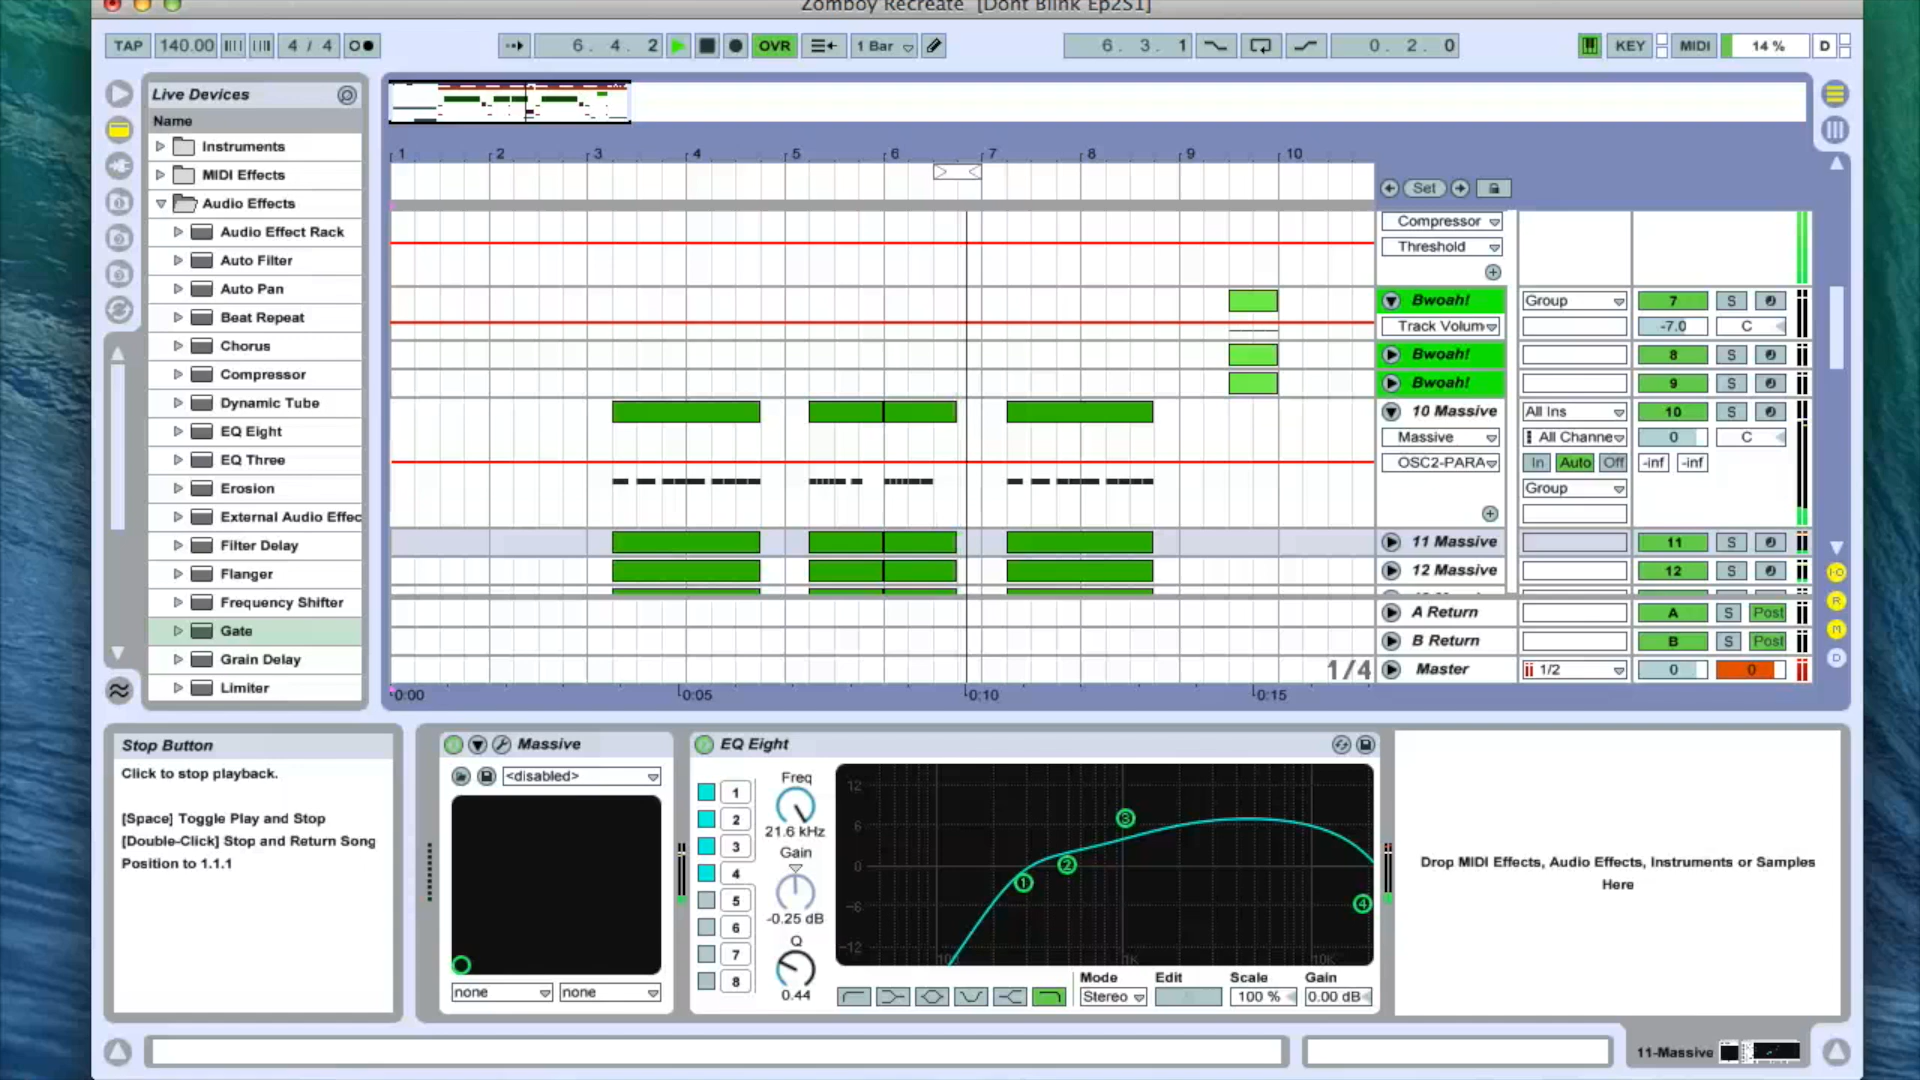 Zomboy Recreate [Dont Blink Ep2S1]
TAP 140.00 4 / 4 6. 4. 2 OVR 1 Bar 6. 3. 1 0. 2. 0 KEY MIDI 14 % D
Live Devices
Name
Instruments
MIDI Effects
Audio Effects
Audio Effect Rack
Auto Filter
Auto Pan
Beat Repeat
Chorus
Compressor
Dynamic Tube
EQ Eight
EQ Three
Erosion
External Audio Effec
Filter Delay
Flanger
Frequency Shifter
Gate
Grain Delay
Limiter
1 2 3 4 5 6 7 8 9 10
Set
Compressor
Threshold
Bwoah! Group 7 S
Track Volum -7.0 C
Bwoah! 8 S
Bwoah! 9 S
10 Massive All Ins 10 S
Massive All Channe 0 C
OSC2-PARA In Auto Off -inf -inf
Group
11 Massive 11 S
12 Massive 12 S
A Return A S Post
B Return B S Post
1/4 Master 1/2 0 0
0:00 0:05 0:10 0:15
I-O
R
M
D
Stop Button
Click to stop playback.
[Space] Toggle Play and Stop
[Double-Click] Stop and Return Song
Position to 1.1.1
Massive
<disabled>
none none
EQ Eight
1
2
3
4
5
6
7
8
Freq
21.6 kHz
Gain
-0.25 dB
Q
0.44
12
6
0
-6
-12
100 1K 10K
1 2 3 4
Mode Edit Scale Gain
Stereo 100 % 0.00 dB
Drop MIDI Effects, Audio Effects, Instruments or Samples
Here
11-Massive